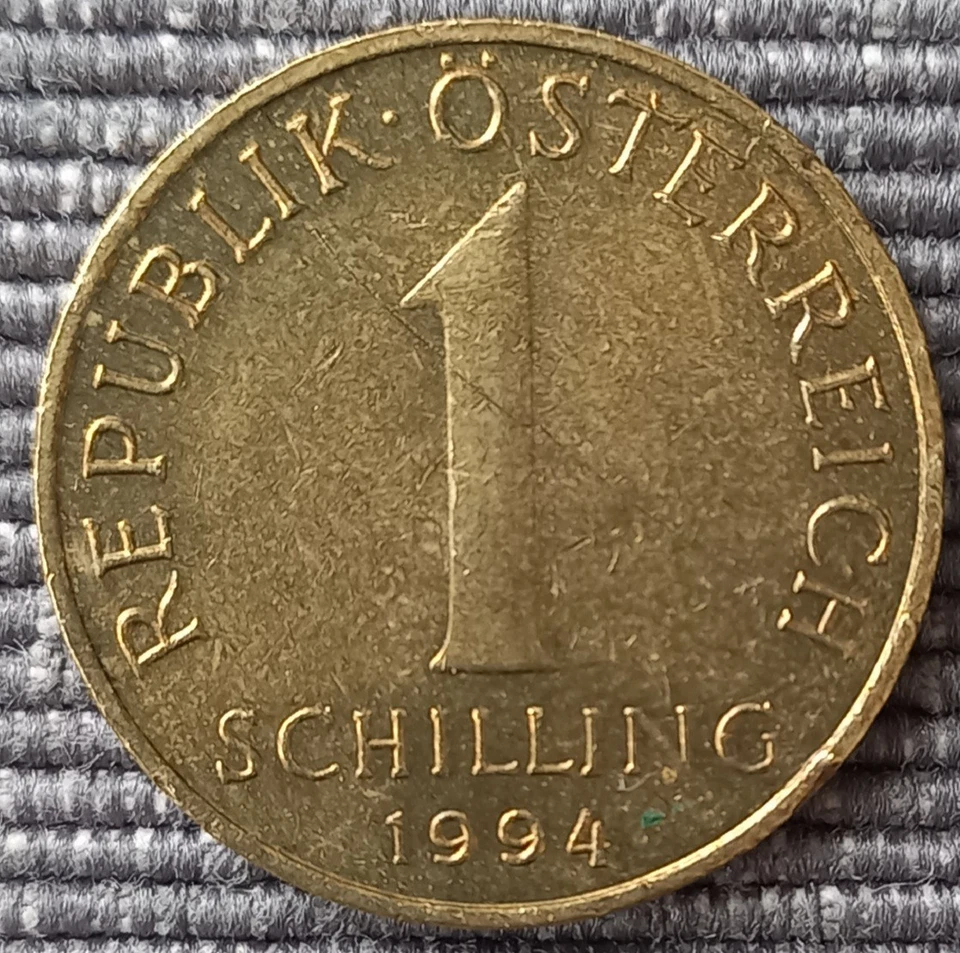 REPUBLIK · ÖSTERREICH
1
SCHILLING
1994